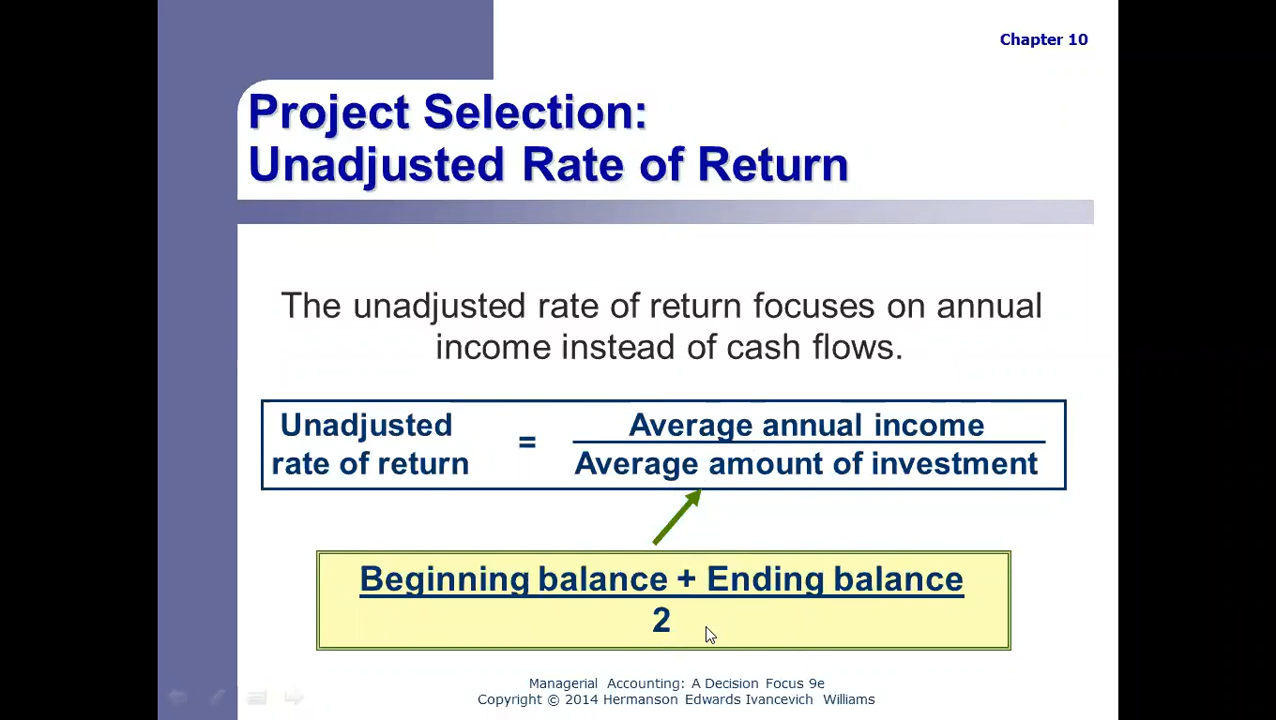 Chapter 10
Project Selection:
Unadjusted Rate of Return
The unadjusted rate of return focuses on annual
income instead of cash flows.
Unadjusted
rate of return
=
Average annual income
Average amount of investment
Beginning balance + Ending balance
2
Managerial Accounting: A Decision Focus 9e
Copyright © 2014 Hermanson Edwards Ivancevich Williams